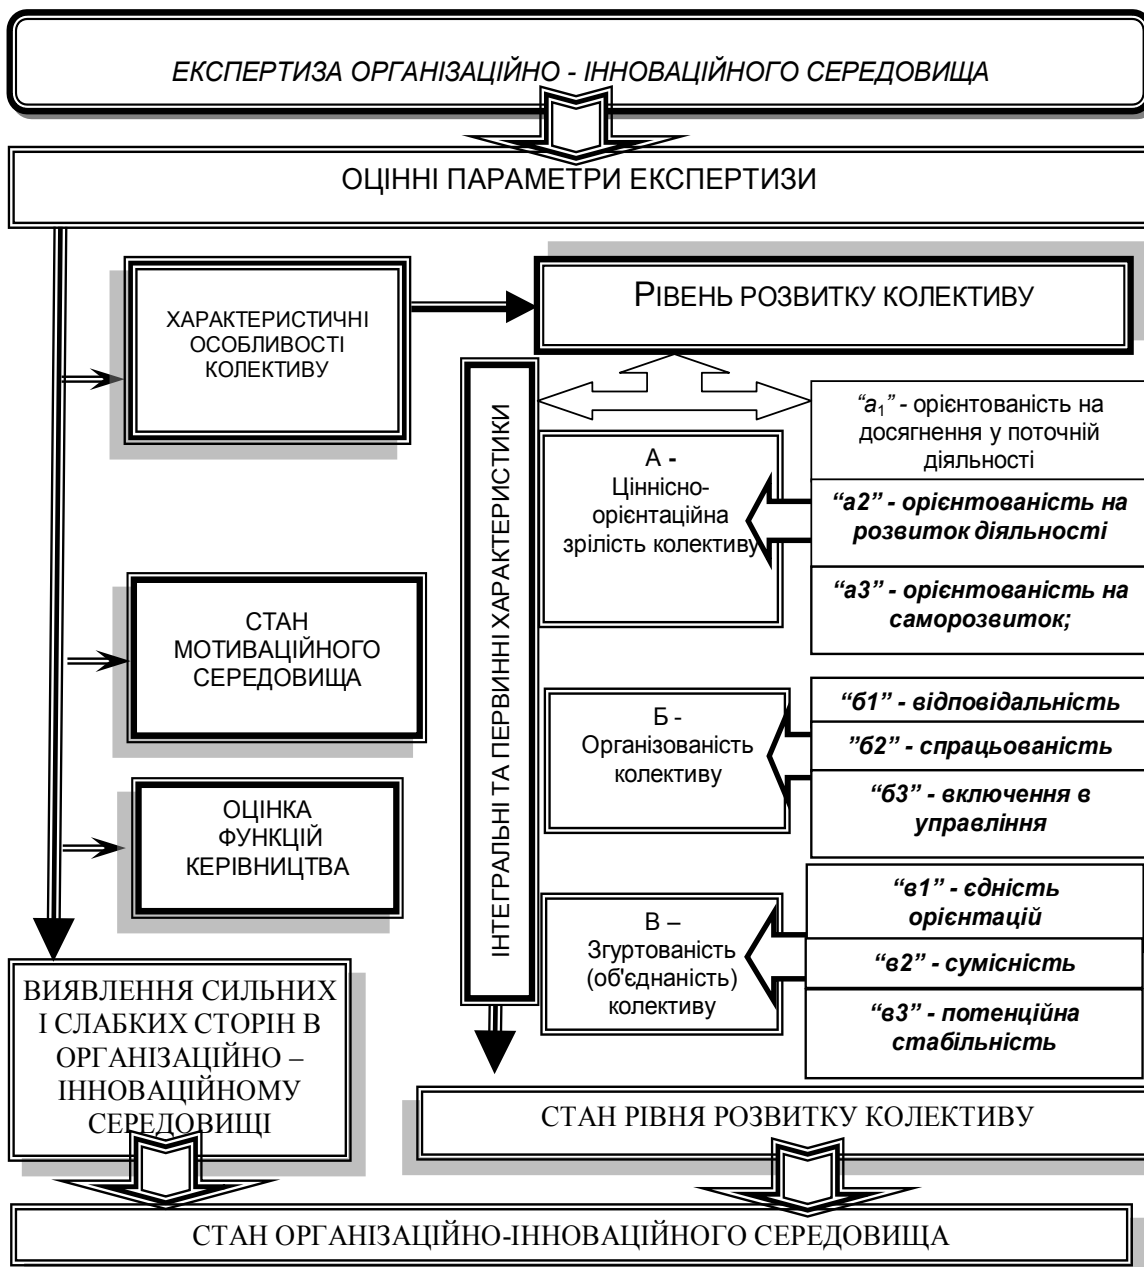 ЕКСПЕРТИЗА ОРГАНІЗАЦІЙНО - ІННОВАЦІЙНОГО СЕРЕДОВИЩА
ОЦІННІ ПАРАМЕТРИ ЕКСПЕРТИЗИ
ХАРАКТЕРИСТИЧНІ
ОСОБЛИВОСТІ
КОЛЕКТИВУ
РІВЕНЬ РОЗВИТКУ КОЛЕКТИВУ
СТАН
МОТИВАЦІЙНОГО
СЕРЕДОВИЩА
ОЦІНКА
ФУНКЦІЙ
КЕРІВНИЦТВА
ІНТЕГРАЛЬНІ ТА ПЕРВИННІ ХАРАКТЕРИСТИКИ
А -
Ціннісно-
орієнтаційна
зрілість колективу
“а₁” - орієнтованість на
досягнення у поточній
діяльності
“а2” - орієнтованість на
розвиток діяльності
“а3” - орієнтованість на
саморозвиток;
Б -
Організованість
колективу
“б1” - відповідальність
”б2” - спрацьованість
“б3” - включення в
управління
В –
Згуртованість
(об'єднаність)
колективу
“в1” - єдність
орієнтацій
“в2” - сумісність
“в3” - потенційна
стабільність
ВИЯВЛЕННЯ СИЛЬНИХ
І СЛАБКИХ СТОРІН В
ОРГАНІЗАЦІЙНО –
ІННОВАЦІЙНОМУ
СЕРЕДОВИЩІ
СТАН РІВНЯ РОЗВИТКУ КОЛЕКТИВУ
СТАН ОРГАНІЗАЦІЙНО-ІННОВАЦІЙНОГО СЕРЕДОВИЩА